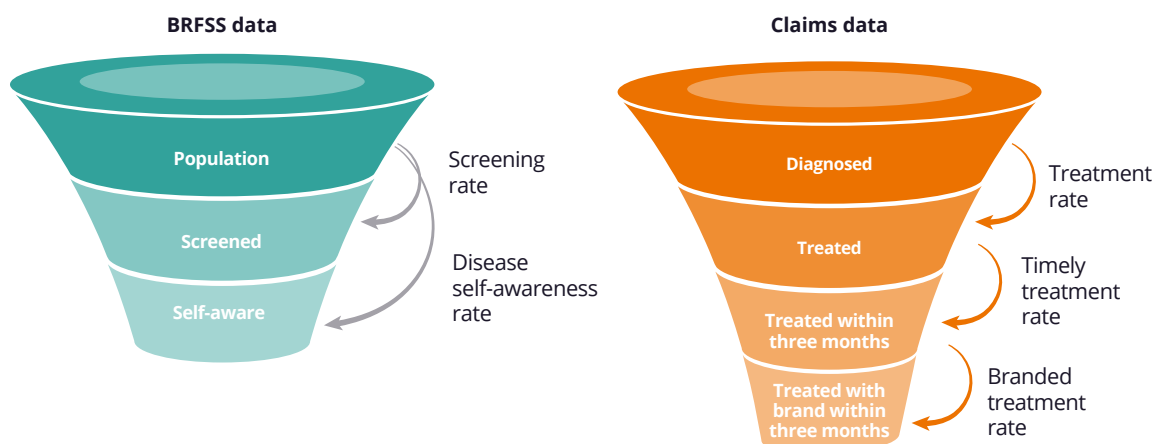 BRFSS data
Population
Screened
Self-aware
Screening
rate
Disease
self-awareness
rate
Claims data
Diagnosed
Treated
Treated within
three months
Treated with
brand within
three months
Treatment
rate
Timely
treatment
rate
Branded
treatment
rate